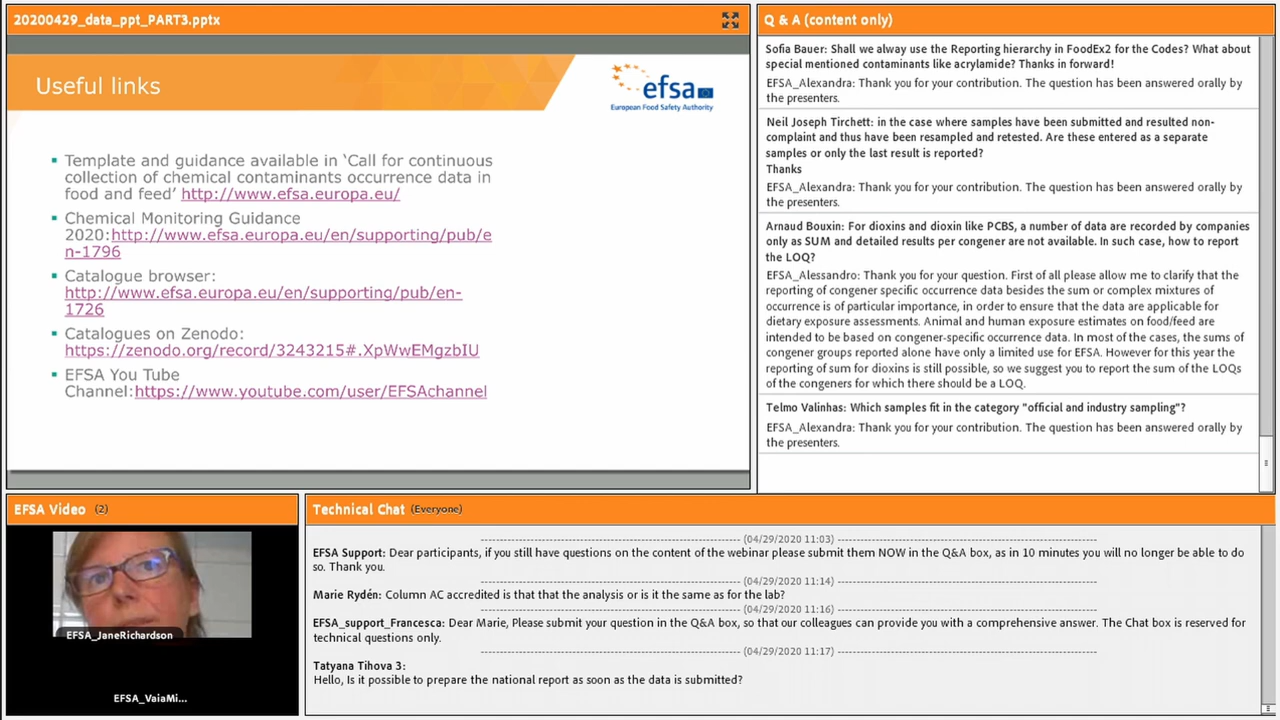 20200429_data_ppt_PART3.pptx
Useful links
efsa
European Food Safety Authority
Template and guidance available in 'Call for continuous
collection of chemical contaminants occurrence data in
food and feed' http://www.efsa.europa.eu/
Chemical Monitoring Guidance
2020:http://www.efsa.europa.eu/en/supporting/pub/e
n-1796
Catalogue browser:
http://www.efsa.europa.eu/en/supporting/pub/en-
1726
Catalogues on Zenodo:
https://zenodo.org/record/3243215#.XpWwEMgzbIU
EFSA You Tube
Channel:https://www.youtube.com/user/EFSAchannel
Q & A (content only)
Sofia Bauer: Shall we alway use the Reporting hierarchy in FoodEx2 for the Codes? What about
special mentioned contaminants like acrylamide? Thanks in forward!
EFSA_Alexandra: Thank you for your contribution. The question has been answered orally by
the presenters.
Neil Joseph Tirchett: in the case where samples have been submitted and resulted non-
complaint and thus have been resampled and retested. Are these entered as a separate
samples or only the last result is reported?
Thanks
EFSA_Alexandra: Thank you for your contribution. The question has been answered orally by
the presenters.
Arnaud Bouxin: For dioxins and dioxin like PCBS, a number of data are recorded by companies
only as SUM and detailed results per congener are not available. In such case, how to report
the LOQ?
EFSA_Alessandro: Thank you for your question. First of all please allow me to clarify that the
reporting of congener specific occurrence data besides the sum or complex mixtures of
occurrence is of particular importance, in order to ensure that the data are applicable for
dietary exposure assessments. Animal and human exposure estimates on food/feed are
intended to be based on congener-specific occurrence data. In most of the cases, the sums of
congener groups reported alone have only a limited use for EFSA. However for this year the
reporting of sum for dioxins is still possible, so we suggest you to report the sum of the LOQs
of the congeners for which there should be a LOQ.
Telmo Valinhas: Which samples fit in the category "official and industry sampling"?
EFSA_Alexandra: Thank you for your contribution. The question has been answered orally by
the presenters.
EFSA Video (2)
EFSA_JaneRichardson
EFSA_VaiaMi...
Technical Chat (Everyone)
(04/29/2020 11:03)
EFSA Support: Dear participants, if you still have questions on the content of the webinar please submit them NOW in the Q&A box, as in 10 minutes you will no longer be able to do
so. Thank you.
(04/29/2020 11:14)
Marie Rydén: Column AC accredited is that that the analysis or is it the same as for the lab?
(04/29/2020 11:16)
EFSA_support_Francesca: Dear Marie, Please submit your question in the Q&A box, so that our colleagues can provide you with a comprehensive answer. The Chat box is reserved for
technical questions only.
(04/29/2020 11:17)
Tatyana Tihova 3:
Hello, Is it possible to prepare the national report as soon as the data is submitted?